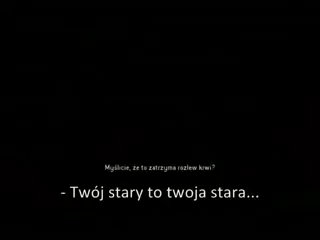 Myślicie, że to zatrzyma rozlew krwi?
- Twój stary to twoja stara...